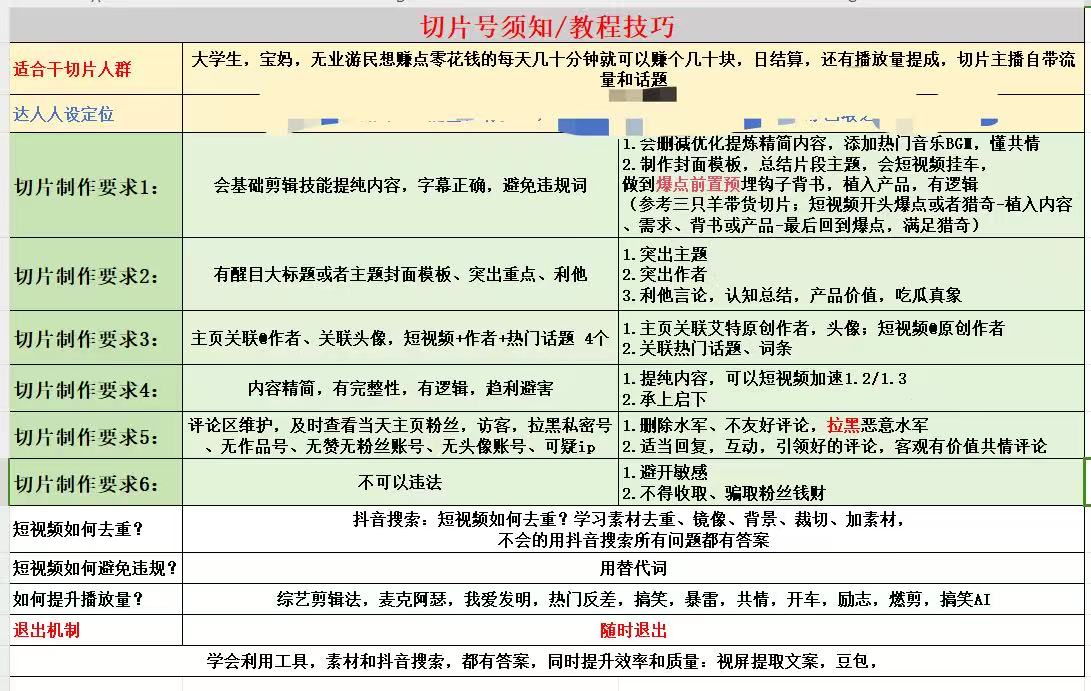 切片号须知/教程技巧
适合干切片人群
大学生，宝妈，无业游民想赚点零花钱的每天几十分钟就可以赚个几十块，日结算，还有播放量提成，切片主播自带流
量和话题
达人人设定位
切片制作要求1：
会基础剪辑技能提纯内容，字幕正确，避免违规词
1.会删减优化提炼精简内容，添加热门音乐BGM，懂共情
2.制作封面模板，总结片段主题，会短视频挂车，
做到爆点前置预埋钩子背书，植入产品，有逻辑
（参考三只羊带货切片；短视频开头爆点或者猎奇-植入内容
、需求、背书或产品-最后回到爆点，满足猎奇）
切片制作要求2：
有醒目大标题或者主题封面模板、突出重点、利他
1.突出主题
2.突出作者
3.利他言论，认知总结，产品价值，吃瓜真象
切片制作要求3：
主页关联@作者、关联头像，短视频+作者+热门话题 4个
1.主页关联艾特原创作者，头像；短视频@原创作者
2.关联热门话题、词条
切片制作要求4：
内容精简，有完整性，有逻辑，趋利避害
1.提纯内容，可以短视频加速1.2/1.3
2.承上启下
切片制作要求5：
评论区维护，及时查看当天主页粉丝，访客，拉黑私密号
、无作品号、无赞无粉丝账号、无头像账号、可疑ip
1.删除水军、不友好评论，拉黑恶意水军
2.适当回复，互动，引领好的评论，客观有价值共情评论
切片制作要求6：
不可以违法
1.避开敏感
2.不得收取、骗取粉丝钱财
短视频如何去重？
抖音搜索：短视频如何去重？学习素材去重、镜像、背景、裁切、加素材，
不会的用抖音搜索所有问题都有答案
短视频如何避免违规？
用替代词
如何提升播放量？
综艺剪辑法，麦克阿瑟，我爱发明，热门反差，搞笑，暴雷，共情，开车，励志，燃剪，搞笑AI
退出机制
随时退出
学会利用工具，素材和抖音搜索，都有答案，同时提升效率和质量：视屏提取文案，豆包，